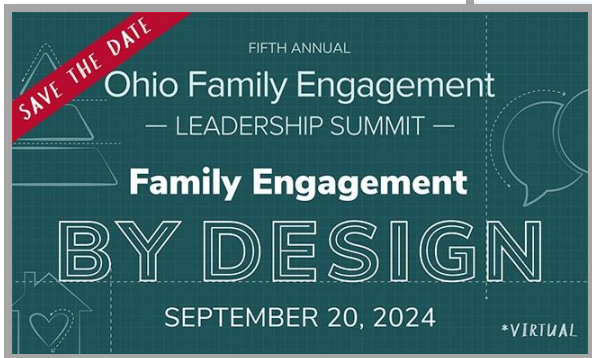 SAVE THE DATE
FIFTH ANNUAL
Ohio Family Engagement
— LEADERSHIP SUMMIT —
Family Engagement
BY DESIGN
SEPTEMBER 20, 2024
*VIRTUAL